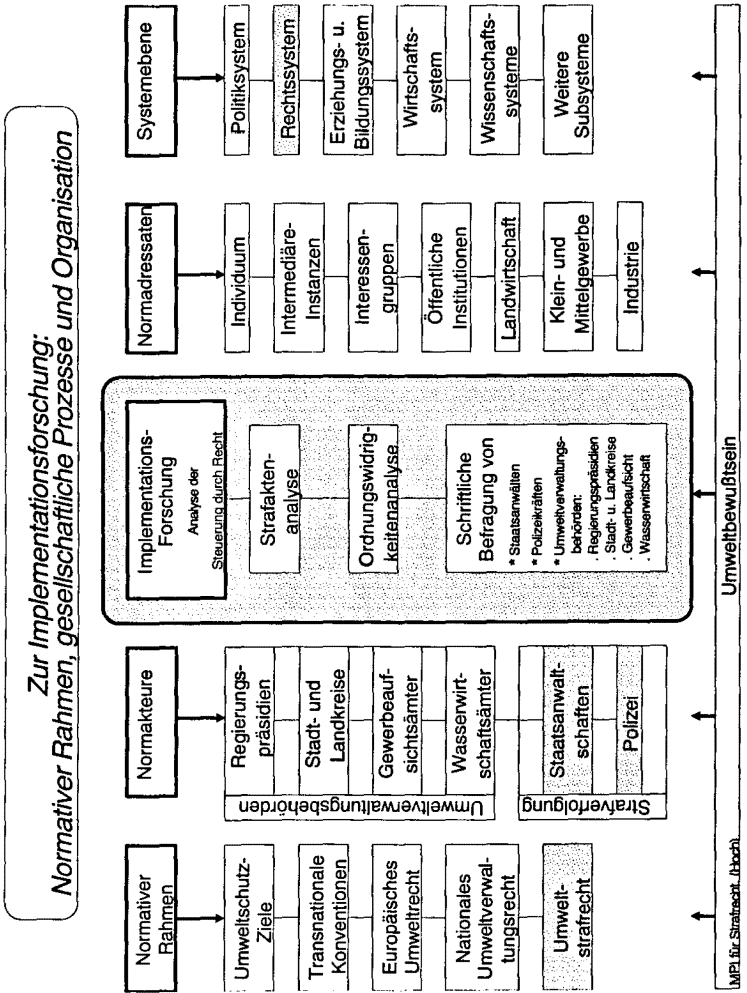 Zur Implementationsforschung:
Normativer Rahmen, gesellschaftliche Prozesse und Organisation
Normativer
Rahmen
Umweltschutz-
Ziele
Transnationale
Konventionen
Europäisches
Umweltrecht
Nationales
Umweltverwal-
tungsrecht
Umwelt-
strafrecht
Normakteure
Umweltverwaltungsbehörden
Regierungs-
präsidien
Stadt- und
Landkreise
Gewerbeauf-
sichtsämter
Wasserwirt-
schaftsämter
Strafverfolgung
Staatsanwalt-
schaften
Polizei
Implementations-
Forschung
Analyse der
Steuerung durch Recht
Strafakten-
analyse
Ordnungswidrig-
keitenanalyse
Schriftliche
Befragung von
* Staatsanwälten
* Polizeikräften
* Umweltverwaltungs-
behörden:
. Regierungspräsidien
. Stadt- u. Landkreise
. Gewerbeaufsicht
. Wasserwirtschaft
Normadressaten
Individuum
Intermediäre-
Instanzen
Interessen-
gruppen
Öffentliche
Institutionen
Landwirtschaft
Klein- und
Mittelgewerbe
Industrie
Systemebene
Politiksystem
Rechtssystem
Erziehungs- u.
Bildungssystem
Wirtschafts-
system
Wissenschafts-
systeme
Weitere
Subsysteme
Umweltbewußtsein
MPI für Strafrecht, (Hoch)